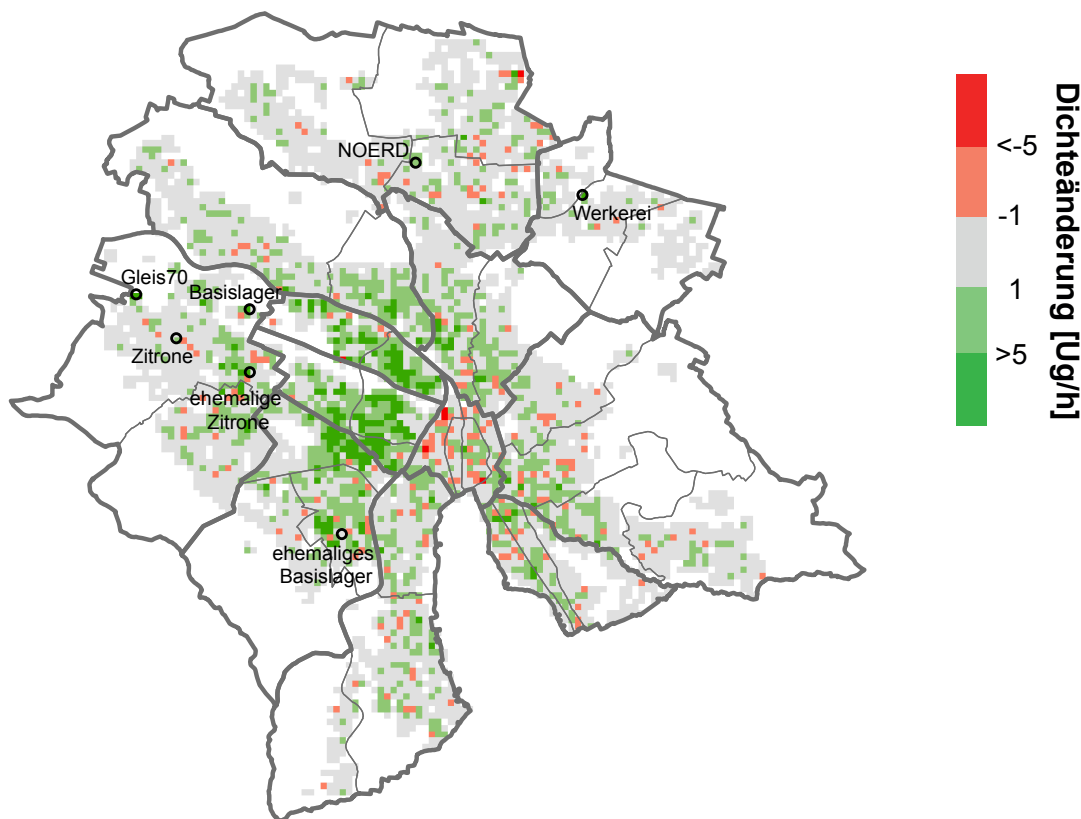 NOERD
Werkerei
Gleis70
Basislager
Zitrone
ehemalige
Zitrone
ehemaliges
Basislager
<-5
-1
1
>5
Dichteänderung [Ug/h]